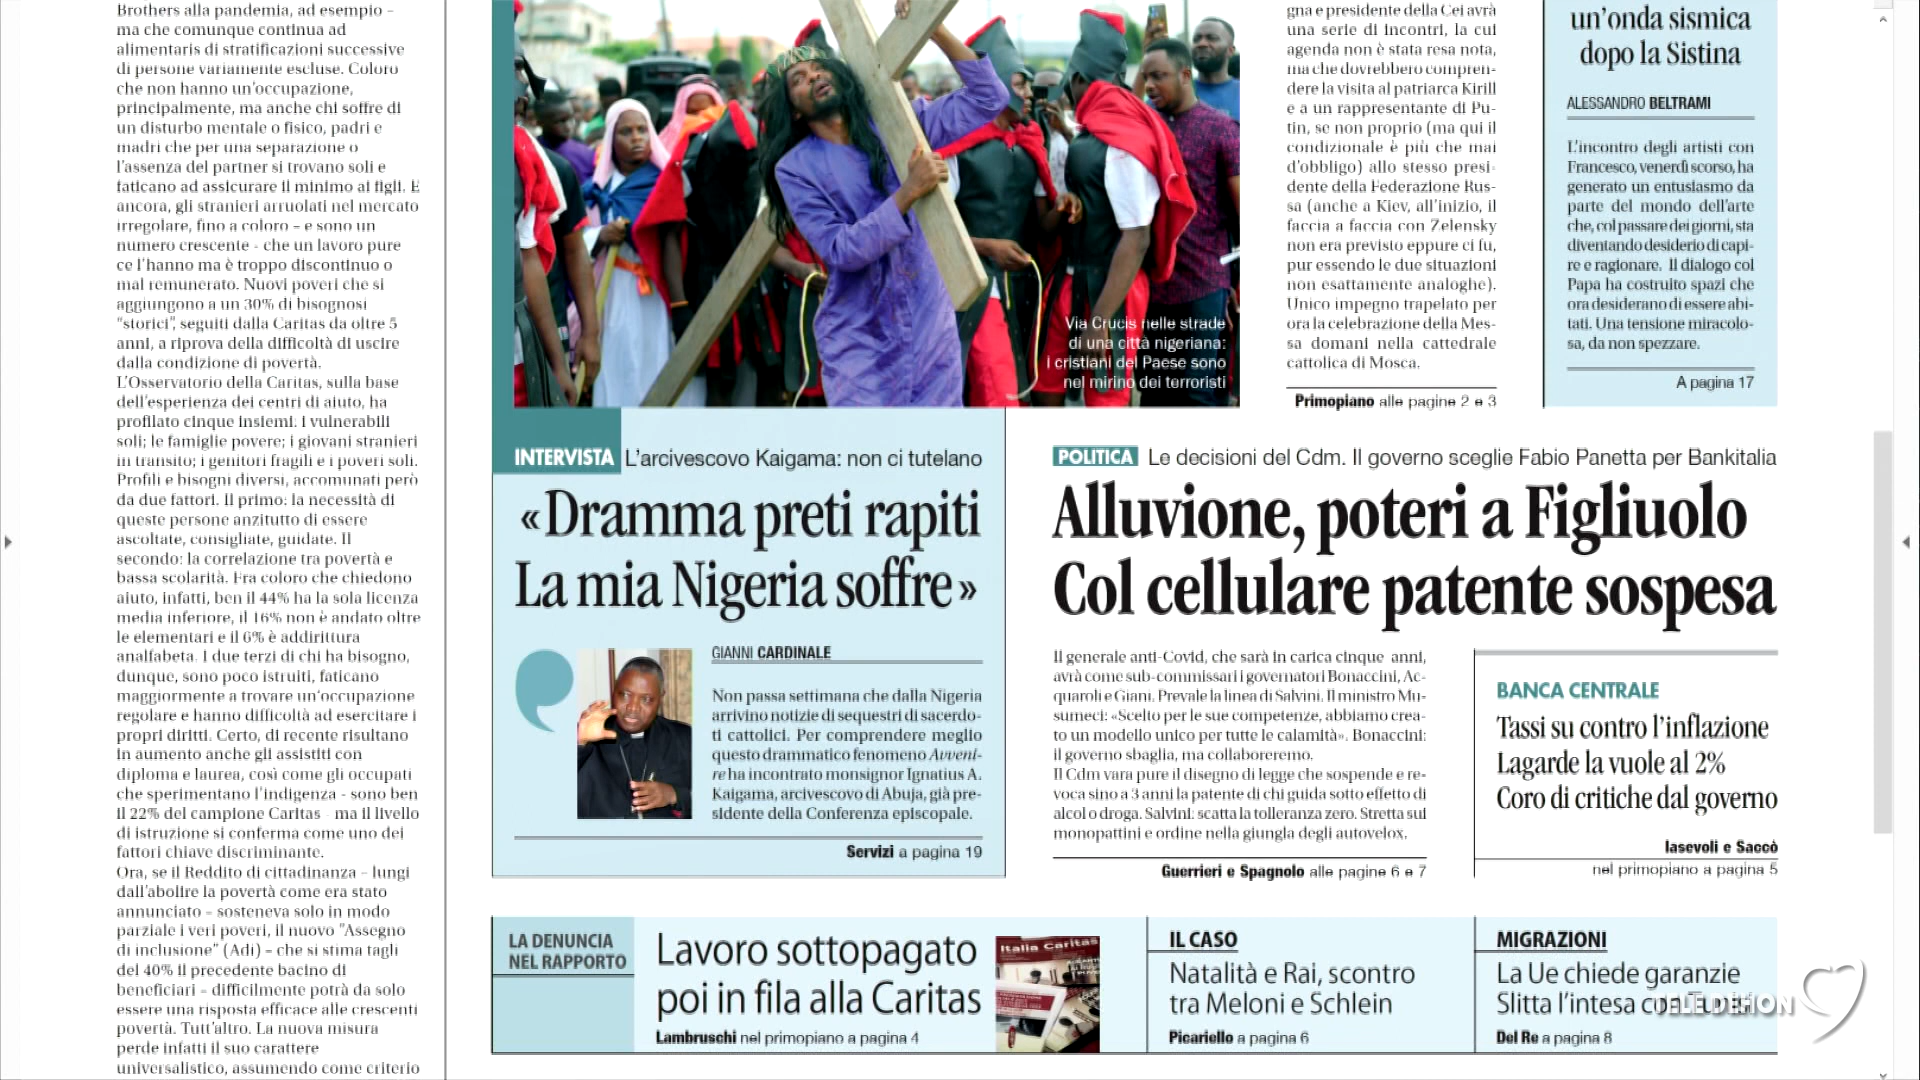 Brothers alla pandemia, ad esempio –
ma che comunque continua ad
alimentaris di stratificazioni successive
di persone variamente escluse. Coloro
che non hanno un'occupazione,
principalmente, ma anche chi soffre di
un disturbo mentale o fisico, padri e
madri che per una separazione o
l'assenza del partner si trovano soli e
faticano ad assicurare il minimo ai figli. E
ancora, gli stranieri arruolati nel mercato
irregolare, fino a coloro – e sono un
numero crescente - che un lavoro pure
ce l'hanno ma è troppo discontinuo o
mal remunerato. Nuovi poveri che si
aggiungono a un 30% di bisognosi
“storici”, seguiti dalla Caritas da oltre 5
anni, a riprova della difficoltà di uscire
dalla condizione di povertà.
L'Osservatorio della Caritas, sulla base
dell'esperienza dei centri di aiuto, ha
profilato cinque insiemi. i vulnerabili
soli; le famiglie povere; i giovani stranieri
in transito; i genitori fragili e i poveri soli.
Profili e bisogni diversi, accomunati però
da due fattori. Il primo: la necessità di
queste persone anzitutto di essere
ascoltate, consigliate, guidate. Il
secondo: la correlazione tra povertà e
bassa scolarità. Fra coloro che chiedono
aiuto, infatti, ben il 44% ha la sola licenza
media inferiore, il 16% non è andato oltre
le elementari e il 6% è addirittura
analfabeta. I due terzi di chi ha bisogno,
dunque, sono poco istruiti, faticano
maggiormente a trovare un'occupazione
regolare e hanno difficoltà ad esercitare i
propri diritti. Certo, di recente risultano
in aumento anche gli assistiti con
diploma e laurea, così come gli occupati
che sperimentano l'indigenza - sono ben
il 22% del campione Caritas - ma il livello
di istruzione si conferma come uno dei
fattori chiave discriminante.
Ora, se il Reddito di cittadinanza – lungi
dall'abolire la povertà come era stato
annunciato – sosteneva solo in modo
parziale i veri poveri, il nuovo "Assegno
di inclusione" (Adi) – che si stima tagli
del 40% il precedente bacino di
beneficiari – difficilmente potrà da solo
essere una risposta efficace alle crescenti
povertà. Tutt'altro. La nuova misura
perde infatti il suo carattere
universalistico, assumendo come criterio
Via Crucis nelle strade
di una città nigeriana:
i cristiani del Paese sono
nel mirino dei terroristi
gna e presidente della Cei avrà
una serie di incontri, la cui
agenda non è stata resa nota,
ma che dovrebbero compren-
dere la visita al patriarca Kirill
e a un rappresentante di Pu-
tin, se non proprio (ma qui il
condizionale è più che mai
d'obbligo) allo stesso presi-
dente della Federazione Rus-
sa (anche a Kiev, all'inizio, il
faccia a faccia con Zelensky
non era previsto eppure ci fu,
pur essendo le due situazioni
non esattamente analoghe).
Unico impegno trapelato per
ora la celebrazione della Mes-
sa domani nella cattedrale
cattolica di Mosca.
Primopiano alle pagine 2 e 3
un'onda sismica
dopo la Sistina
ALESSANDRO BELTRAMI
L'incontro degli artisti con
Francesco, venerdì scorso, ha
generato un entusiasmo da
parte del mondo dell'arte
che, col passare dei giorni, sta
diventando desiderio di capi-
re e ragionare. Il dialogo col
Papa ha costruito spazi che
ora desiderano di essere abi-
tati. Una tensione miracolo-
sa, da non spezzare.
A pagina 17
INTERVISTA L'arcivescovo Kaigama: non ci tutelano
«Dramma preti rapiti
La mia Nigeria soffre»
GIANNI CARDINALE
Non passa settimana che dalla Nigeria
arrivino notizie di sequestri di sacerdo-
ti cattolici. Per comprendere meglio
questo drammatico fenomeno Avveni-
re ha incontrato monsignor Ignatius A.
Kaigama, arcivescovo di Abuja, già pre-
sidente della Conferenza episcopale.
Servizi a pagina 19
POLITICA Le decisioni del Cdm. Il governo sceglie Fabio Panetta per Bankitalia
Alluvione, poteri a Figliuolo
Col cellulare patente sospesa
Il generale anti-Covid, che sarà in carica cinque anni,
avrà come sub-commissari i governatori Bonaccini, Ac-
quaroli e Giani. Prevale la linea di Salvini. Il ministro Mu-
sumeci: «Scelto per le sue competenze, abbiamo crea-
to un modello unico per tutte le calamità». Bonaccini:
il governo sbaglia, ma collaboreremo.
Il Cdm vara pure il disegno di legge che sospende e re-
voca sino a 3 anni la patente di chi guida sotto effetto di
alcol o droga. Salvini: scatta la tolleranza zero. Stretta sui
monopattini e ordine nella giungla degli autovelox.
Guerrieri e Spagnolo alle pagine 6 e 7
BANCA CENTRALE
Tassi su contro l'inflazione
Lagarde la vuole al 2%
Coro di critiche dal governo
Iasevoli e Saccò
nel primopiano a pagina 5
LA DENUNCIA
NEL RAPPORTO
Lavoro sottopagato
poi in fila alla Caritas
Lambruschi nel primopiano a pagina 4
Italia Caritas
IL CASO
Natalità e Rai, scontro
tra Meloni e Schlein
Picariello a pagina 6
MIGRAZIONI
La Ue chiede garanzie
Slitta l'intesa con Tunisi
Del Re a pagina 8
TELEDEHON